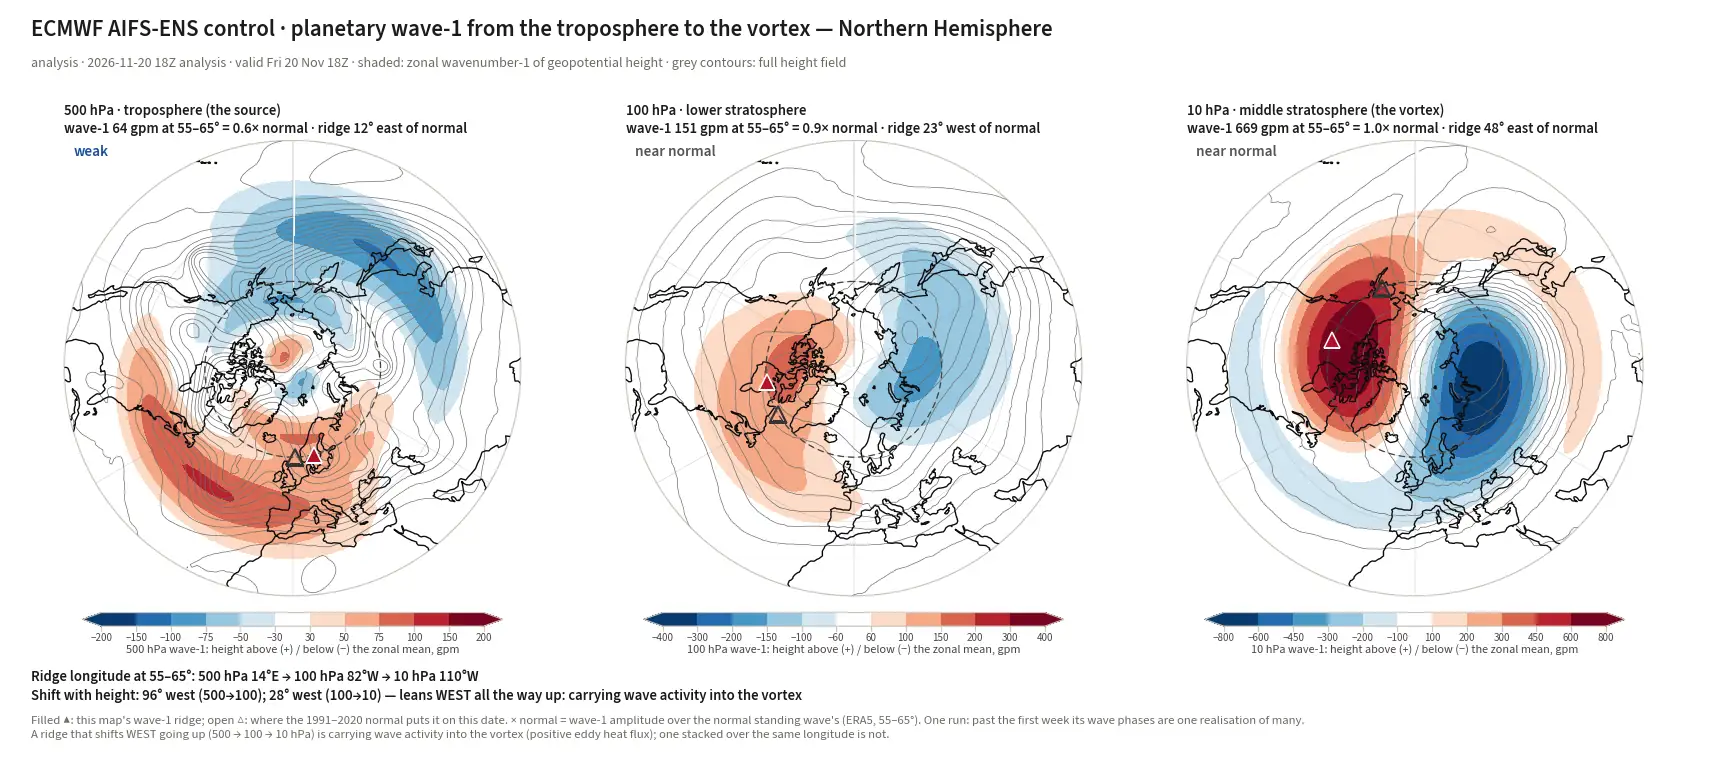 ECMWF AIFS-ENS control · planetary wave-1 from the troposphere to the vortex — Northern Hemisphere
analysis · 2026-11-20 18Z analysis · valid Fri 20 Nov 18Z · shaded: zonal wavenumber-1 of geopotential height · grey contours: full height field
500 hPa · troposphere (the source)
wave-1 64 gpm at 55–65° = 0.6× normal · ridge 12° east of normal
weak
100 hPa · lower stratosphere
wave-1 151 gpm at 55–65° = 0.9× normal · ridge 23° west of normal
near normal
10 hPa · middle stratosphere (the vortex)
wave-1 669 gpm at 55–65° = 1.0× normal · ridge 48° east of normal
near normal
−200 −150 −100 −75 −50 −30 30 50 75 100 150 200
500 hPa wave-1: height above (+) / below (−) the zonal mean, gpm
−400 −300 −200 −150 −100 −60 60 100 150 200 300 400
100 hPa wave-1: height above (+) / below (−) the zonal mean, gpm
−800 −600 −450 −300 −200 −100 100 200 300 450 600 800
10 hPa wave-1: height above (+) / below (−) the zonal mean, gpm
Ridge longitude at 55–65°: 500 hPa 14°E → 100 hPa 82°W → 10 hPa 110°W
Shift with height: 96° west (500→100); 28° west (100→10) — leans WEST all the way up: carrying wave activity into the vortex
Filled ▲: this map's wave-1 ridge; open △: where the 1991–2020 normal puts it on this date. × normal = wave-1 amplitude over the normal standing wave's (ERA5, 55–65°). One run: past the first week its wave phases are one realisation of many.
A ridge that shifts WEST going up (500 → 100 → 10 hPa) is carrying wave activity into the vortex (positive eddy heat flux); one stacked over the same longitude is not.